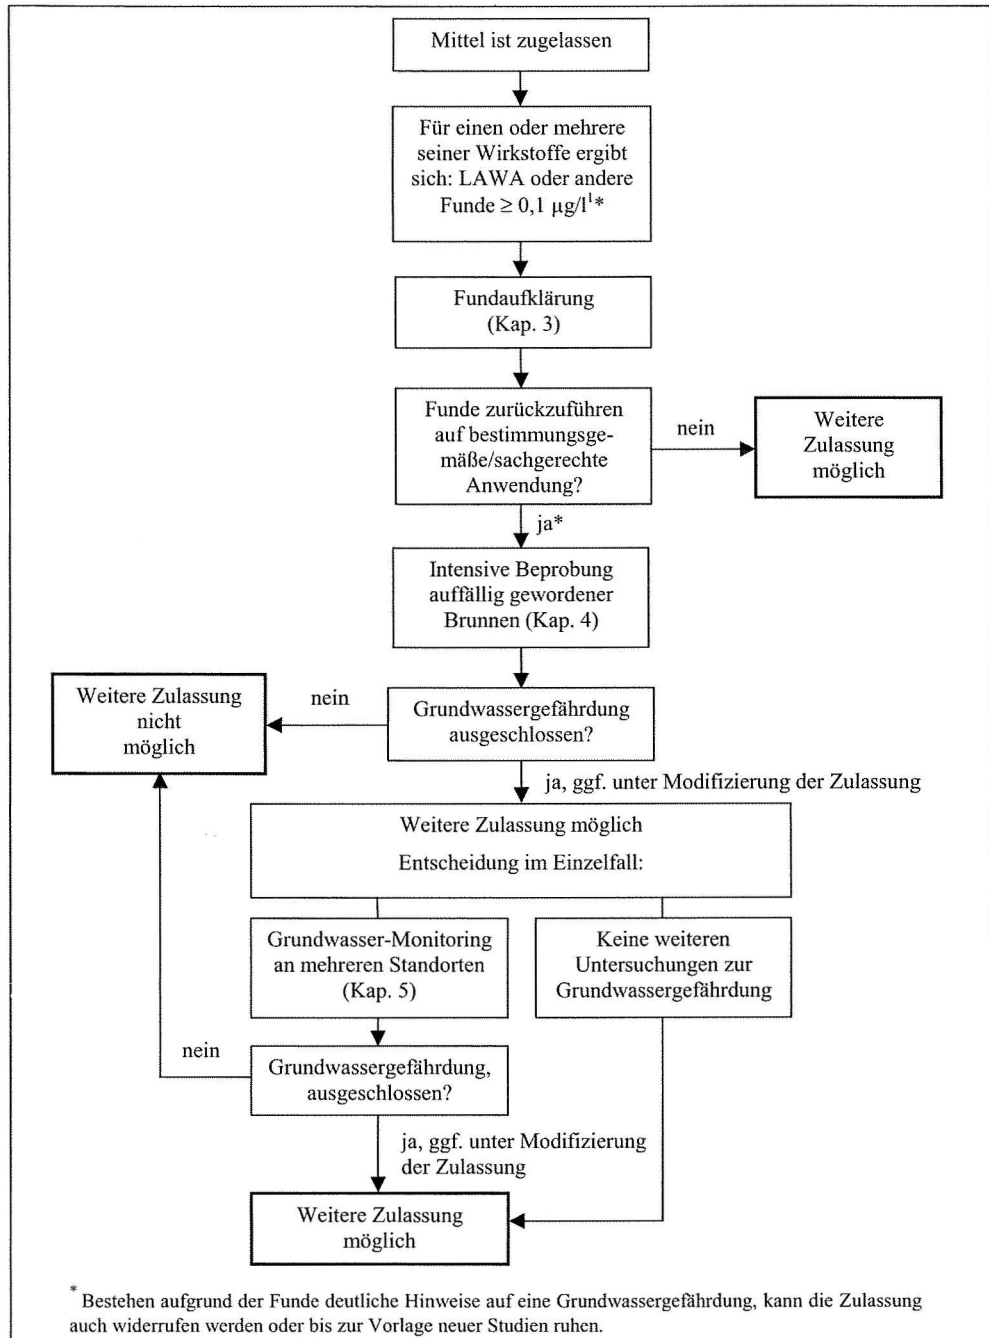 Mittel ist zugelassen
Für einen oder mehrere
seiner Wirkstoffe ergibt
sich: LAWA oder andere
Funde ≥ 0,1 µg/l¹*
Fundaufklärung
(Kap. 3)
Funde zurückzuführen
auf bestimmungsge-
mäße/sachgerechte
Anwendung?
nein
Weitere
Zulassung
möglich
ja*
Intensive Beprobung
auffällig gewordener
Brunnen (Kap. 4)
Weitere Zulassung
nicht
möglich
nein
Grundwassergefährdung
ausgeschlossen?
ja, ggf. unter Modifizierung der Zulassung
Weitere Zulassung möglich
Entscheidung im Einzelfall:
Grundwasser-Monitoring
an mehreren Standorten
(Kap. 5)
Keine weiteren
Untersuchungen zur
Grundwassergefährdung
nein
Grundwassergefährdung,
ausgeschlossen?
ja, ggf. unter Modifizierung
der Zulassung
Weitere Zulassung
möglich
* Bestehen aufgrund der Funde deutliche Hinweise auf eine Grundwassergefährdung, kann die Zulassung
auch widerrufen werden oder bis zur Vorlage neuer Studien ruhen.